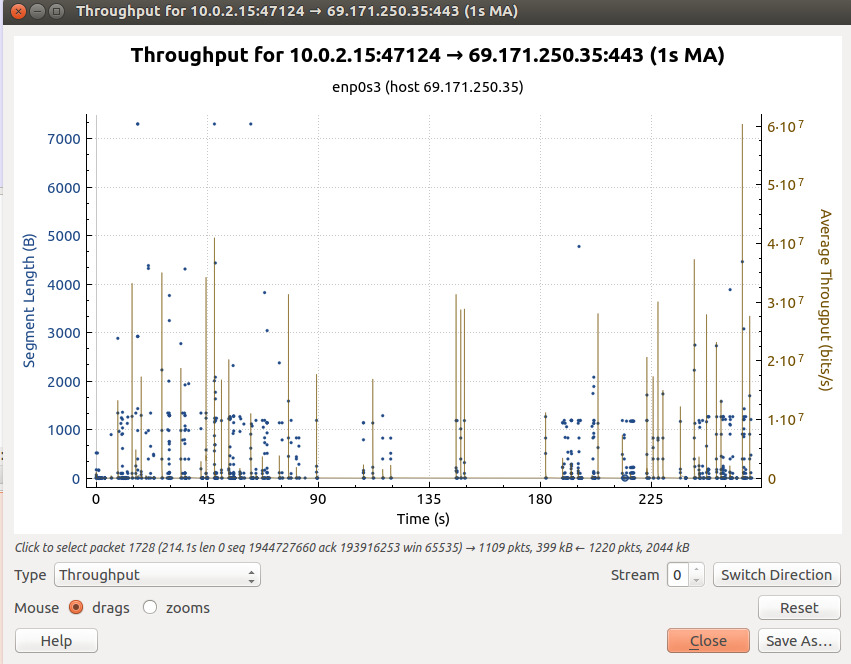 Throughput for 10.0.2.15:47124 → 69.171.250.35:443 (1s MA)
Throughput for 10.0.2.15:47124 → 69.171.250.35:443 (1s MA)
enp0s3 (host 69.171.250.35)
Segment Length (B)
7000
6000
5000
4000
3000
2000
1000
0
6·10⁷
5·10⁷
4·10⁷
3·10⁷
2·10⁷
1·10⁷
0
Average Througput (bits/s)
0 45 90 135 180 225
Time (s)
Click to select packet 1728 (214.1s len 0 seq 1944727660 ack 193916253 win 65535) → 1109 pkts, 399 kB ← 1220 pkts, 2044 kB
Type Throughput Stream 0 Switch Direction
Mouse drags zooms Reset
Help Close Save As...